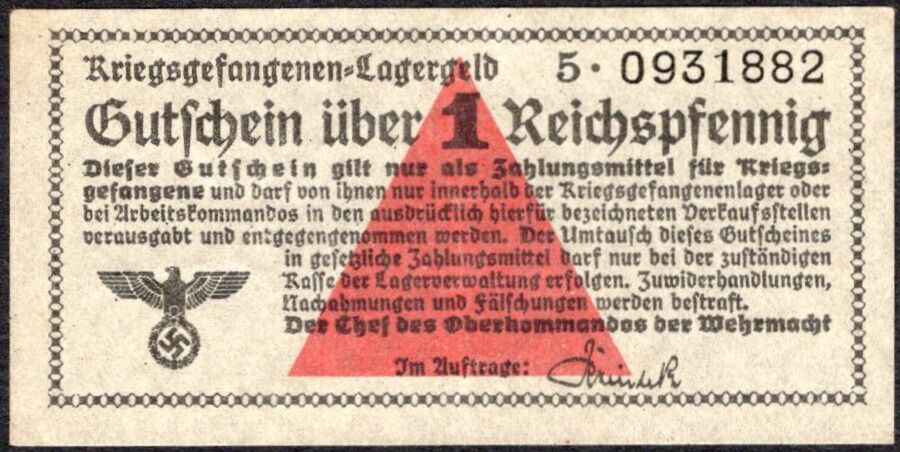 Kriegsgefangenen-Lagergeld 5 · 0931882
Gutschein über 1 Reichspfennig
Dieser Gutschein gilt nur als Zahlungsmittel für Kriegs-
gefangene und darf von ihnen nur innerhalb der Kriegsgefangenenlager oder
bei Arbeitskommandos in den ausdrücklich hierfür bezeichneten Verkaufsstellen
verausgabt und entgegengenommen werden. Der Umtausch dieses Gutscheines
in gesetzliche Zahlungsmittel darf nur bei der zuständigen
Kasse der Lagerverwaltung erfolgen. Zuwiderhandlungen,
Nachahmungen und Fälschungen werden bestraft.
Der Chef des Oberkommandos der Wehrmacht
Im Auftrage: